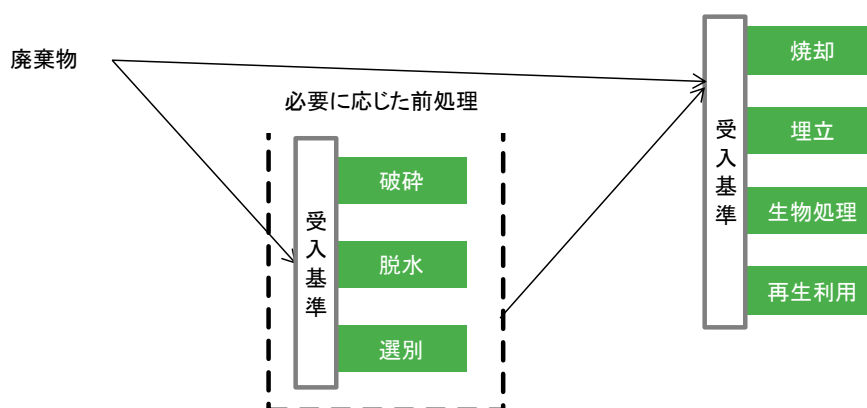 廃棄物
必要に応じた前処理
受入基準
破砕
脱水
選別
受入基準
焼却
埋立
生物処理
再生利用